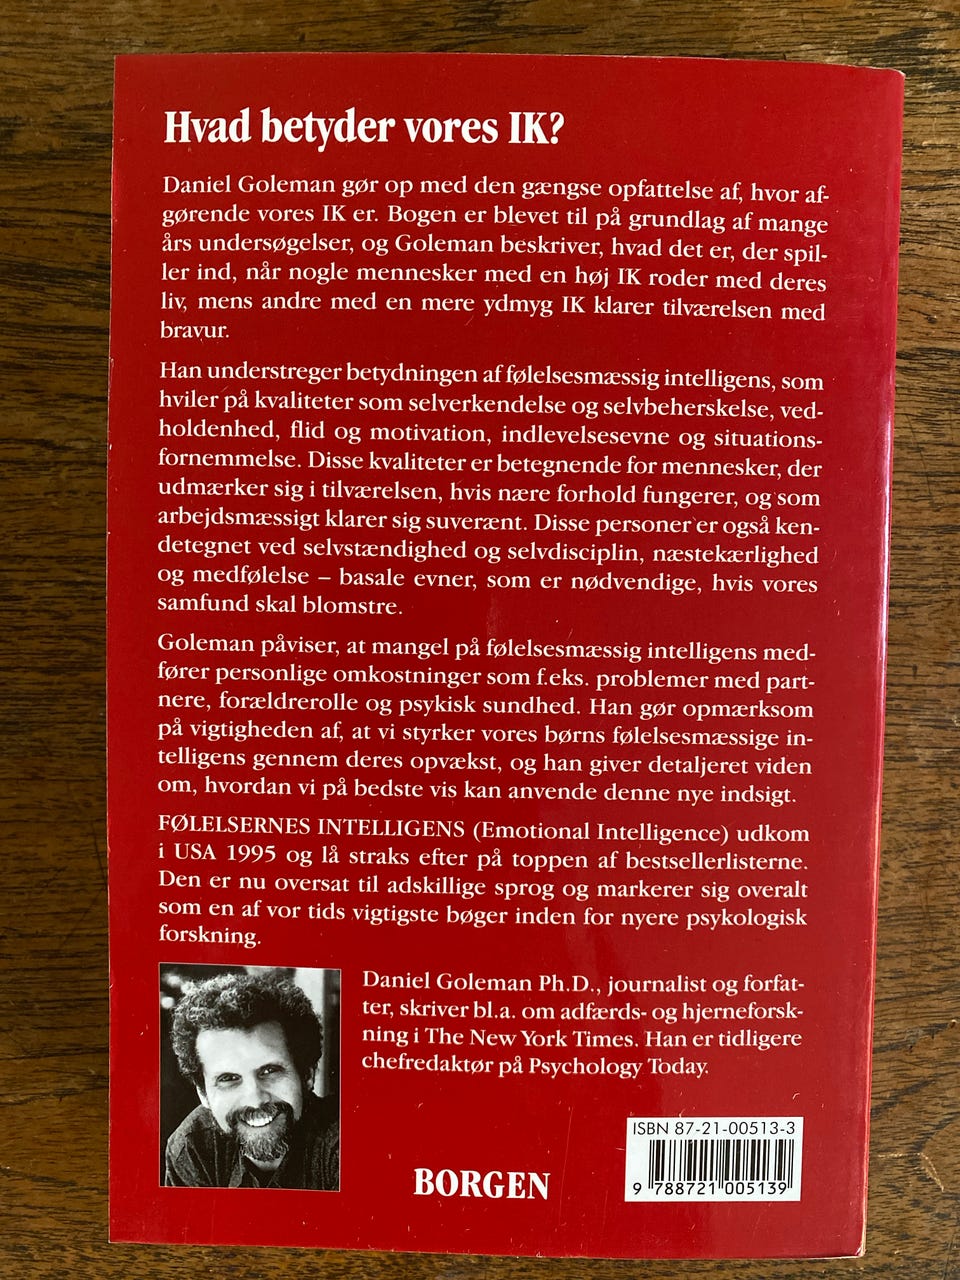 Hvad betyder vores IK?
Daniel Goleman gør op med den gængse opfattelse af, hvor af-
gørende vores IK er. Bogen er blevet til på grundlag af mange
års undersøgelser, og Goleman beskriver, hvad det er, der spil-
ler ind, når nogle mennesker med en høj IK roder med deres
liv, mens andre med en mere ydmyg IK klarer tilværelsen med
bravur.
Han understreger betydningen af følelsesmæssig intelligens, som
hviler på kvaliteter som selverkendelse og selvbeherskelse, ved-
holdenhed, flid og motivation, indlevelsesevne og situations-
fornemmelse. Disse kvaliteter er betegnende for mennesker, der
udmærker sig i tilværelsen, hvis nære forhold fungerer, og som
arbejdsmæssigt klarer sig suverænt. Disse personer er også ken-
detegnet ved selvstændighed og selvdisciplin, næstekærlighed
og medfølelse – basale evner, som er nødvendige, hvis vores
samfund skal blomstre.
Goleman påviser, at mangel på følelsesmæssig intelligens med-
fører personlige omkostninger som f.eks. problemer med part-
nere, forældrerolle og psykisk sundhed. Han gør opmærksom
på vigtigheden af, at vi styrker vores børns følelsesmæssige in-
telligens gennem deres opvækst, og han giver detaljeret viden
om, hvordan vi på bedste vis kan anvende denne nye indsigt.
FØLELSERNES INTELLIGENS (Emotional Intelligence) udkom
i USA 1995 og lå straks efter på toppen af bestsellerlisterne.
Den er nu oversat til adskillige sprog og markerer sig overalt
som en af vor tids vigtigste bøger inden for nyere psykologisk
forskning.
Daniel Goleman Ph.D., journalist og forfat-
ter, skriver bl.a. om adfærds- og hjerneforsk-
ning i The New York Times. Han er tidligere
chefredaktør på Psychology Today.
ISBN 87-21-00513-3
9 788721 005139
BORGEN